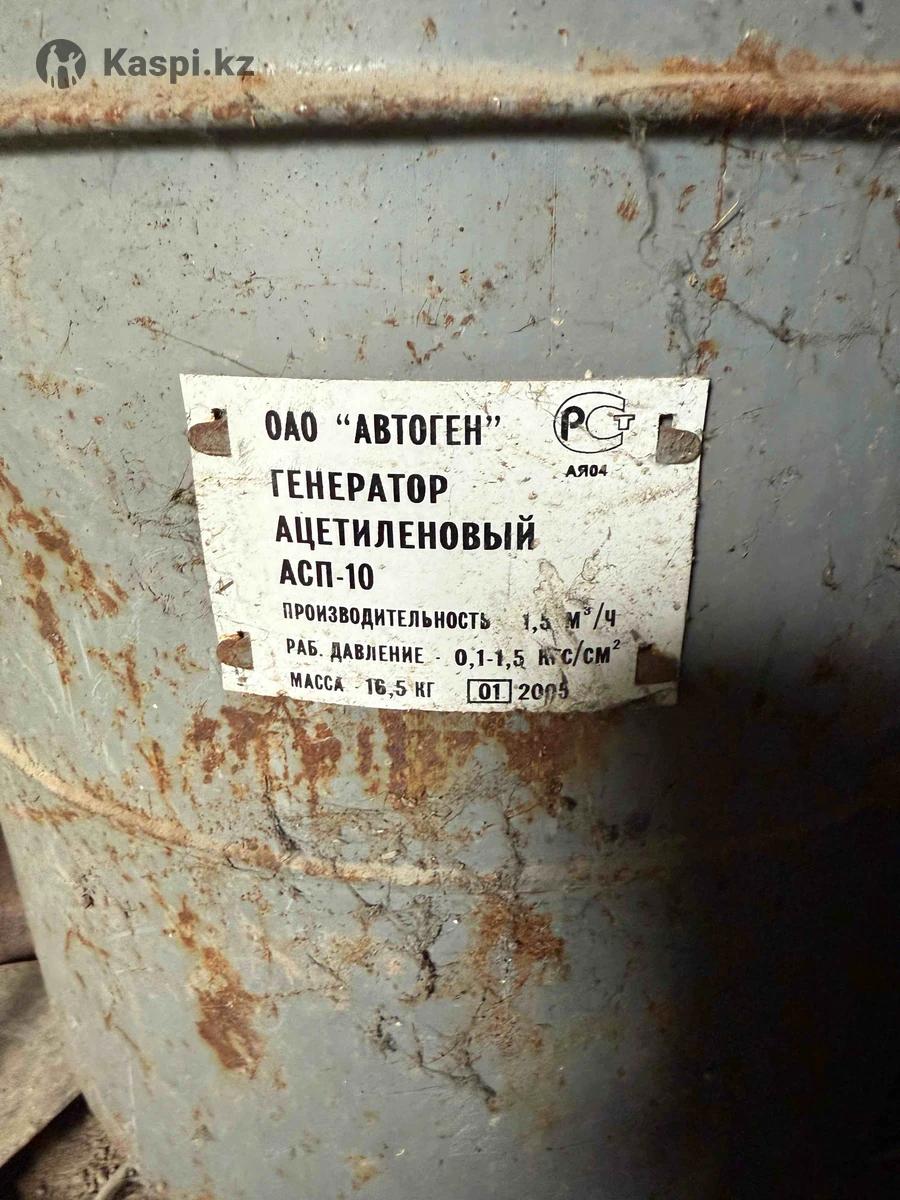 Kaspi.kz
ОАО "АВТОГЕН"
РСТ
АЯ04
ГЕНЕРАТОР
АЦЕТИЛЕНОВЫЙ
АСП-10
ПРОИЗВОДИТЕЛЬНОСТЬ 1,5 М³/Ч
РАБ. ДАВЛЕНИЕ - 0,1-1,5 КГС/СМ²
МАССА - 16,5 КГ 01 2005